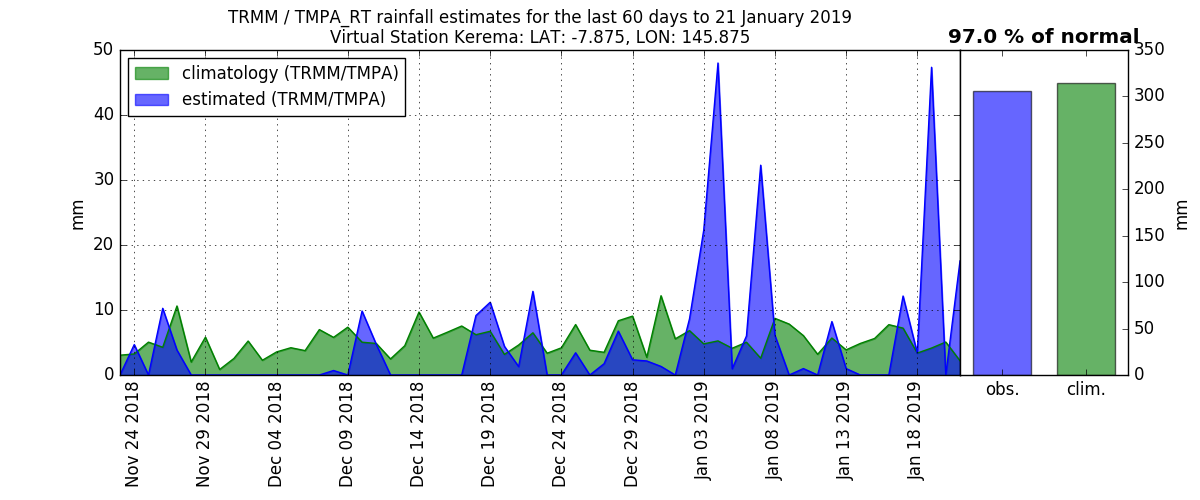 TRMM / TMPA_RT rainfall estimates for the last 60 days to 21 January 2019
Virtual Station Kerema: LAT: -7.875, LON: 145.875
97.0 % of normal
climatology (TRMM/TMPA)
estimated (TRMM/TMPA)
50
40
30
20
10
0
mm
350
300
250
200
150
100
50
0
mm
Nov 24 2018
Nov 29 2018
Dec 04 2018
Dec 09 2018
Dec 14 2018
Dec 19 2018
Dec 24 2018
Dec 29 2018
Jan 03 2019
Jan 08 2019
Jan 13 2019
Jan 18 2019
obs.
clim.